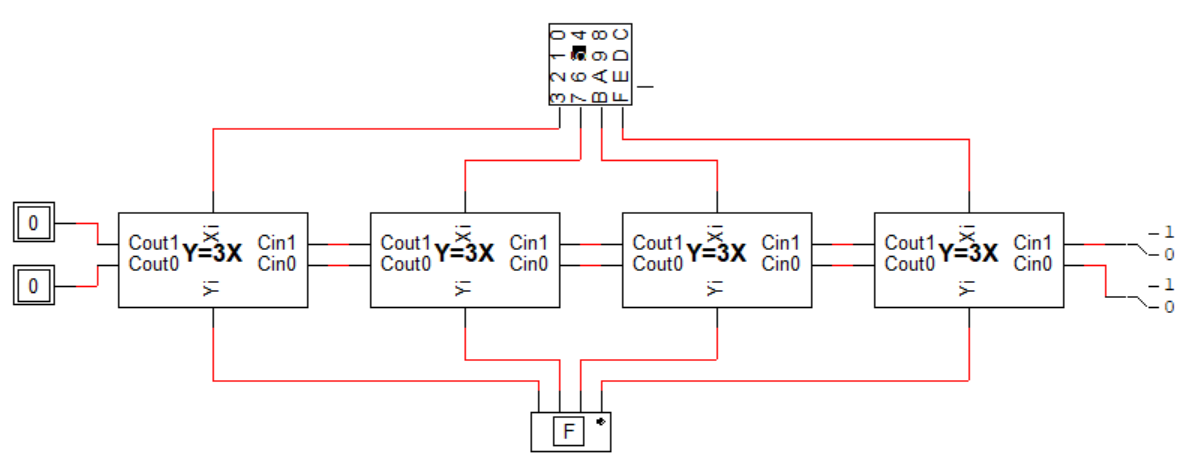 0 4 8 C
1 5 9 D
2 6 A E
3 7 B F
0
0
Cout1 Xi Cin1
Y=3X
Cout0 Cin0
Yi
Cout1 Xi Cin1
Y=3X
Cout0 Cin0
Yi
Cout1 Xi Cin1
Y=3X
Cout0 Cin0
Yi
Cout1 Xi Cin1
Y=3X
Cout0 Cin0
Yi
1
0
1
0
F